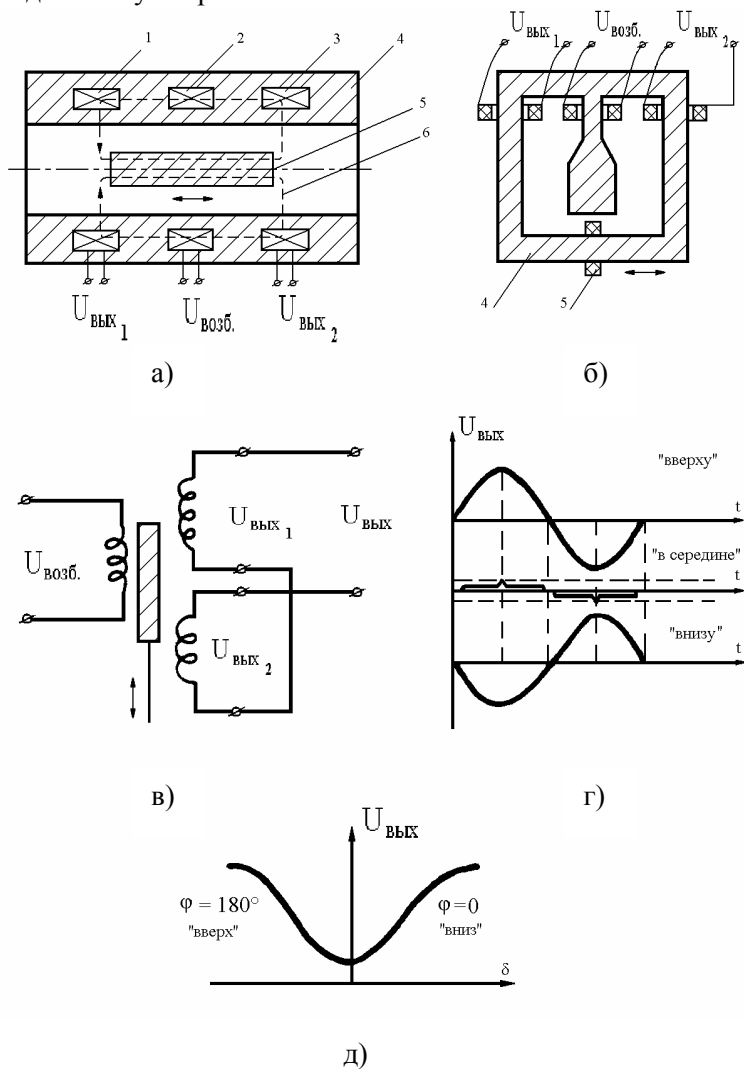 1
2
3
4
5
6
U вых 1
U возб.
U вых 2
а)
U вых 1
U возб.
U вых 2
4
5
б)
U возб.
U вых 1
U вых
U вых 2
в)
U вых
"вверху"
t
"в середине"
t
"внизу"
t
г)
U вых
φ = 180°
"вверх"
φ=0
"вниз"
δ
д)